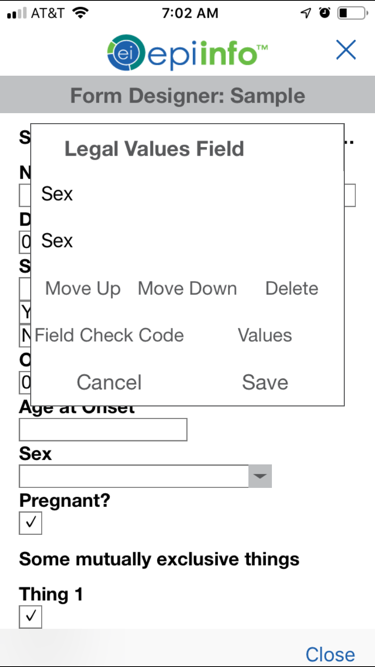 AT&T 7:02 AM
ei epiinfo™
Form Designer: Sample
S ..
Legal Values Field
N
Sex
D
0 Sex
S
Move Up Move Down Delete
Y
N Field Check Code Values
O
0 Cancel Save
Age at Onset
Sex
Pregnant?
Some mutually exclusive things
Thing 1
Close